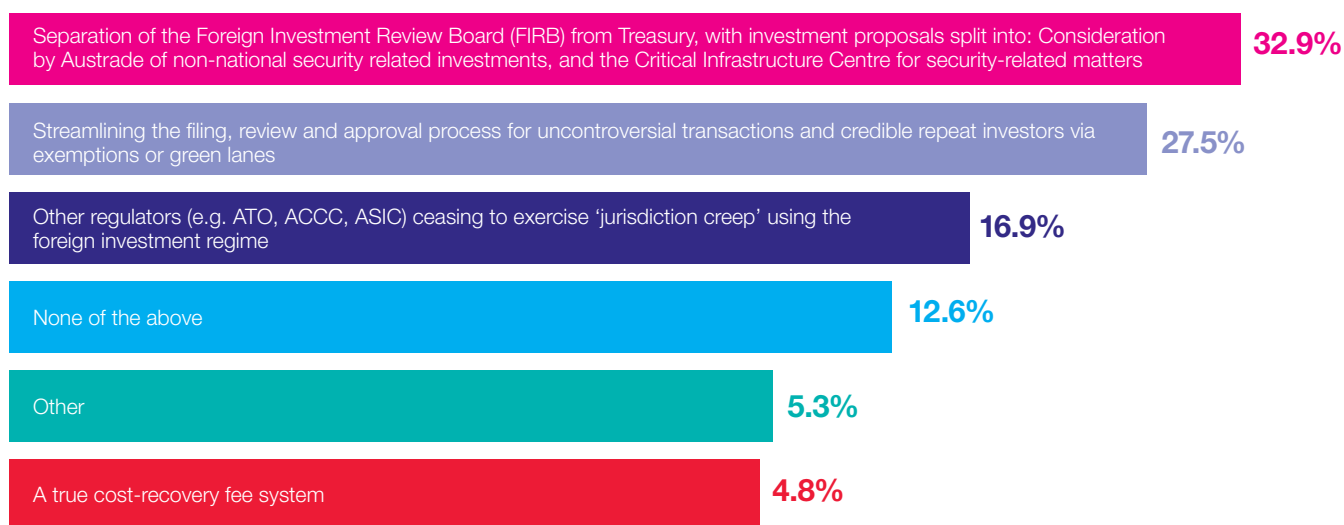 Separation of the Foreign Investment Review Board (FIRB) from Treasury, with investment proposals split into: Consideration
by Austrade of non-national security related investments, and the Critical Infrastructure Centre for security-related matters
32.9%
Streamlining the filing, review and approval process for uncontroversial transactions and credible repeat investors via
exemptions or green lanes
27.5%
Other regulators (e.g. ATO, ACCC, ASIC) ceasing to exercise ‘jurisdiction creep’ using the
foreign investment regime
16.9%
None of the above
12.6%
Other
5.3%
A true cost-recovery fee system
4.8%